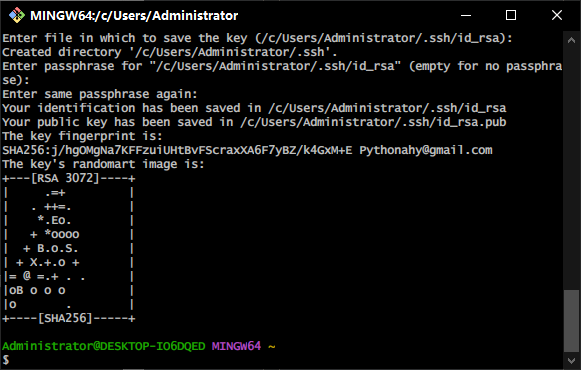 MINGW64:/c/Users/Administrator
Enter file in which to save the key (/c/Users/Administrator/.ssh/id_rsa):
Created directory '/c/Users/Administrator/.ssh'.
Enter passphrase for "/c/Users/Administrator/.ssh/id_rsa" (empty for no passphra
se):
Enter same passphrase again:
Your identification has been saved in /c/Users/Administrator/.ssh/id_rsa
Your public key has been saved in /c/Users/Administrator/.ssh/id_rsa.pub
The key fingerprint is:
SHA256:j/hgOMgNa7KFFzuiUHtBvFScraxXA6F7yBZ/k4GxM+E Pythonahy@gmail.com
The key's randomart image is:
+---[RSA 3072]----+
|     .=+         |
|   . ++=.        |
|    *.Eo.        |
|   + *oooo       |
|  + B.o.S.       |
| + X.+.o +       |
|= @ =.+ . .      |
|oB o o o         |
|o       .        |
+----[SHA256]-----+
Administrator@DESKTOP-IO6DQED MINGW64 ~
$